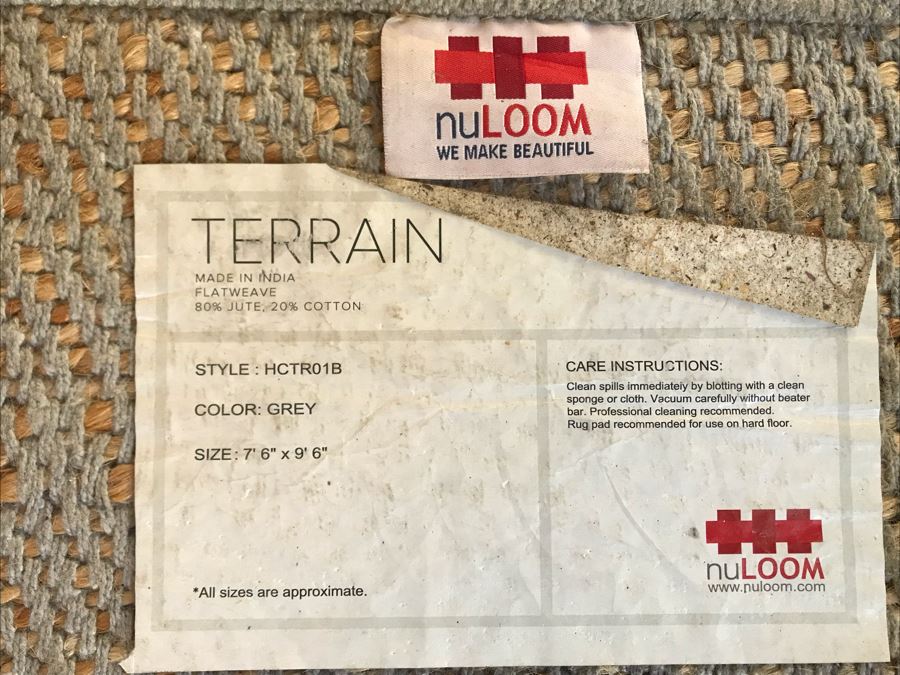 nuLOOM
WE MAKE BEAUTIFUL
TERRAIN
MADE IN INDIA
FLATWEAVE
80% JUTE, 20% COTTON
STYLE : HCTR01B
COLOR: GREY
SIZE: 7' 6" x 9' 6"
*All sizes are approximate.
CARE INSTRUCTIONS:
Clean spills immediately by blotting with a clean
sponge or cloth. Vacuum carefully without beater
bar. Professional cleaning recommended.
Rug pad recommended for use on hard floor.
nuLOOM
www.nuloom.com